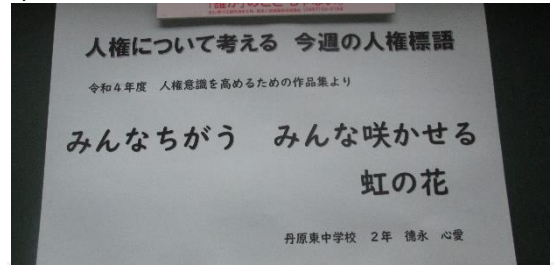 人権について考える 今週の人権標語
令和4年度 人権意識を高めるための作品集より
みんなちがう みんな咲かせる
虹の花
丹原東中学校 2年 徳永 心愛